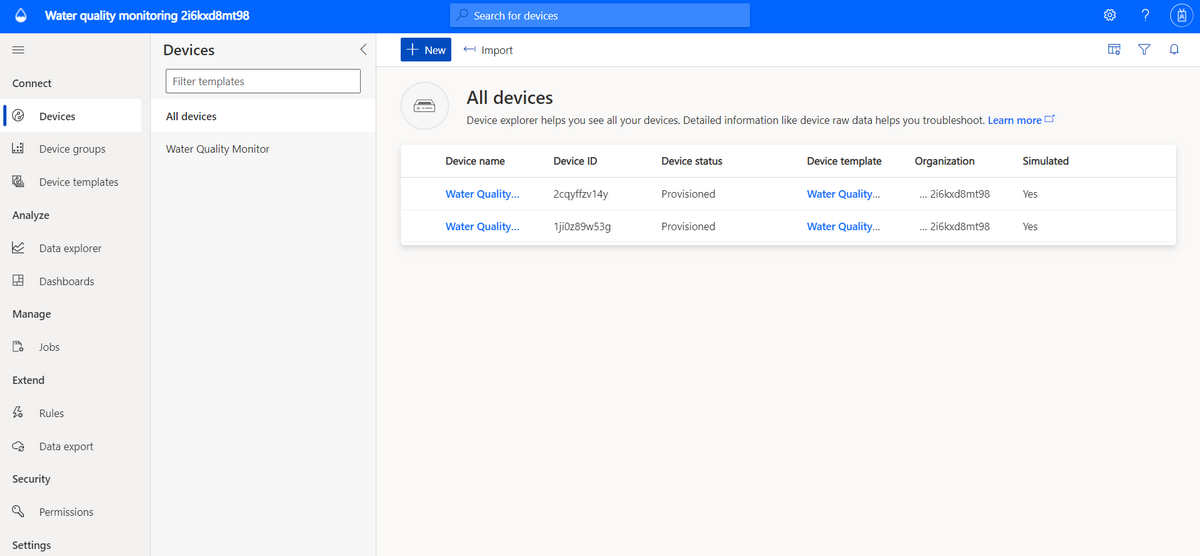 Water quality monitoring 2i6kxd8mt98
Search for devices
?
Connect
Devices
Device groups
Device templates
Analyze
Data explorer
Dashboards
Manage
Jobs
Extend
Rules
Data export
Security
Permissions
Settings
Devices
Filter templates
All devices
Water Quality Monitor
New
Import
All devices
Device explorer helps you see all your devices. Detailed information like device raw data helps you troubleshoot. Learn more
Device name Device ID Device status Device template Organization Simulated
Water Quality... 2cqyffzv14y Provisioned Water Quality... ... 2i6kxd8mt98 Yes
Water Quality... 1ji0z89w53g Provisioned Water Quality... ... 2i6kxd8mt98 Yes